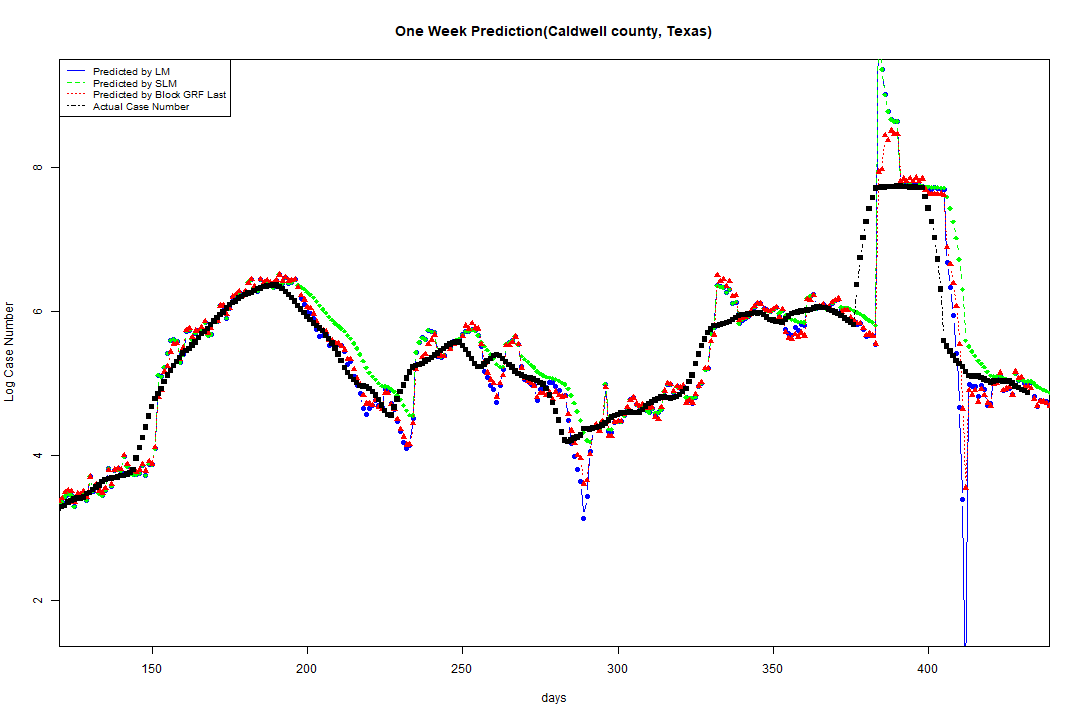 One Week Prediction(Caldwell county, Texas)
Predicted by LM
Predicted by SLM
Predicted by Block GRF Last
Actual Case Number
Log Case Number
8
6
4
2
150 200 250 300 350 400
days